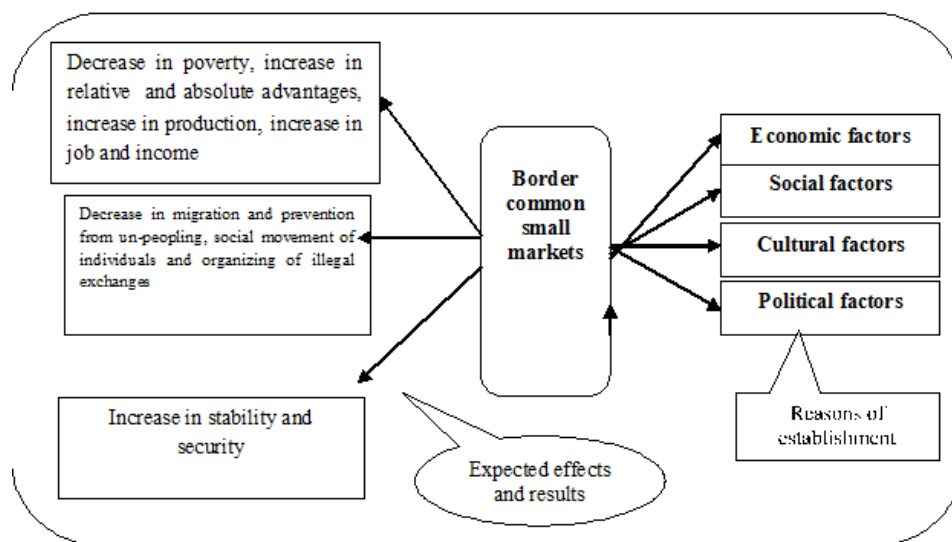 Decrease in poverty, increase in
relative and absolute advantages,
increase in production, increase in
job and income
Decrease in migration and prevention
from un-peopling, social movement of
individuals and organizing of illegal
exchanges
Increase in stability and
security
Border
common
small
markets
Expected effects
and results
Economic factors
Social factors
Cultural factors
Political factors
Reasons of
establishment